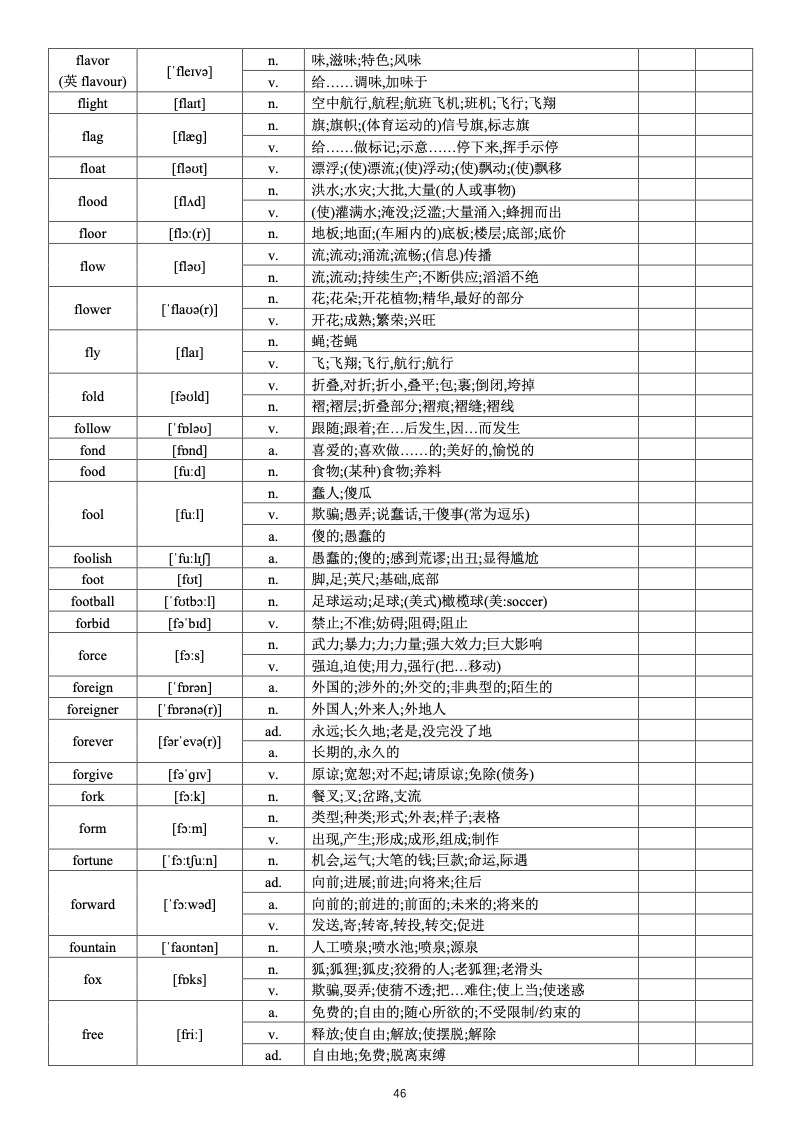 flavor
(英 flavour) [ˈfleɪvə] n. 味,滋味;特色;风味
v. 给……调味,加味于
flight [flaɪt] n. 空中航行,航程;航班飞机;班机;飞行;飞翔
flag [flæɡ] n. 旗;旗帜;(体育运动的)信号旗,标志旗
v. 给……做标记;示意……停下来,挥手示停
float [fləʊt] v. 漂浮;(使)漂流;(使)浮动;(使)飘动;(使)飘移
flood [flʌd] n. 洪水;水灾;大批,大量(的人或事物)
v. (使)灌满水;淹没;泛滥;大量涌入;蜂拥而出
floor [flɔː(r)] n. 地板;地面;(车厢内的)底板;楼层;底部;底价
flow [fləʊ] v. 流;流动;涌流;流畅;(信息)传播
n. 流;流动;持续生产;不断供应;滔滔不绝
flower [ˈflaʊə(r)] n. 花;花朵;开花植物;精华,最好的部分
v. 开花;成熟;繁荣;兴旺
fly [flaɪ] n. 蝇;苍蝇
v. 飞;飞翔;飞行,航行;航行
fold [fəʊld] v. 折叠,对折;折小,叠平;包;裹;倒闭,垮掉
n. 褶;褶层;折叠部分;褶痕;褶缝;褶线
follow [ˈfɒləʊ] v. 跟随;跟着;在…后发生,因…而发生
fond [fɒnd] a. 喜爱的;喜欢做……的;美好的,愉悦的
food [fuːd] n. 食物;(某种)食物;养料
fool [fuːl] n. 蠢人;傻瓜
v. 欺骗;愚弄;说蠢话,干傻事(常为逗乐)
a. 傻的;愚蠢的
foolish [ˈfuːlɪʃ] a. 愚蠢的;傻的;感到荒谬;出丑;显得尴尬
foot [fʊt] n. 脚,足;英尺;基础,底部
football [ˈfʊtbɔːl] n. 足球运动;足球;(美式)橄榄球(美:soccer)
forbid [fəˈbɪd] v. 禁止;不准;妨碍;阻碍;阻止
force [fɔːs] n. 武力;暴力;力;力量;强大效力;巨大影响
v. 强迫,迫使;用力,强行(把…移动)
foreign [ˈfɒrən] a. 外国的;涉外的;外交的;非典型的;陌生的
foreigner [ˈfɒrənə(r)] n. 外国人;外来人;外地人
forever [fərˈevə(r)] ad. 永远;长久地;老是,没完没了地
a. 长期的,永久的
forgive [fəˈɡɪv] v. 原谅;宽恕;对不起;请原谅;免除(债务)
fork [fɔːk] n. 餐叉;叉;岔路,支流
form [fɔːm] n. 类型;种类;形式;外表;样子;表格
v. 出现,产生;形成;成形,组成;制作
fortune [ˈfɔːtʃuːn] n. 机会,运气;大笔的钱;巨款;命运,际遇
forward [ˈfɔːwəd] ad. 向前;进展;前进;向将来;往后
a. 向前的;前进的;前面的;未来的;将来的
v. 发送,寄;转寄,转投,转交;促进
fountain [ˈfaʊntən] n. 人工喷泉;喷水池;喷泉;源泉
fox [fɒks] n. 狐;狐狸;狐皮;狡猾的人;老狐狸;老滑头
v. 欺骗,耍弄;使猜不透;把…难住;使上当;使迷惑
free [friː] a. 免费的;自由的;随心所欲的;不受限制/约束的
v. 释放;使自由;解放;使摆脱;解除
ad. 自由地;免费;脱离束缚
46